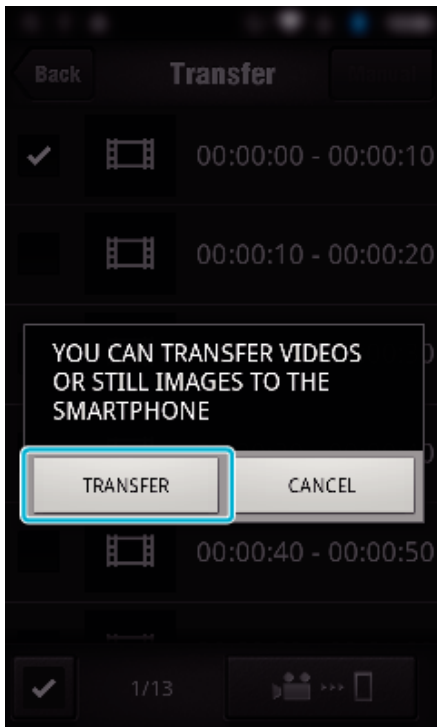 Back
Transfer
Manual
00:00:00 - 00:00:10
00:00:10 - 00:00:20
YOU CAN TRANSFER VIDEOS
OR STILL IMAGES TO THE
SMARTPHONE
TRANSFER
CANCEL
00:00:40 - 00:00:50
1/13